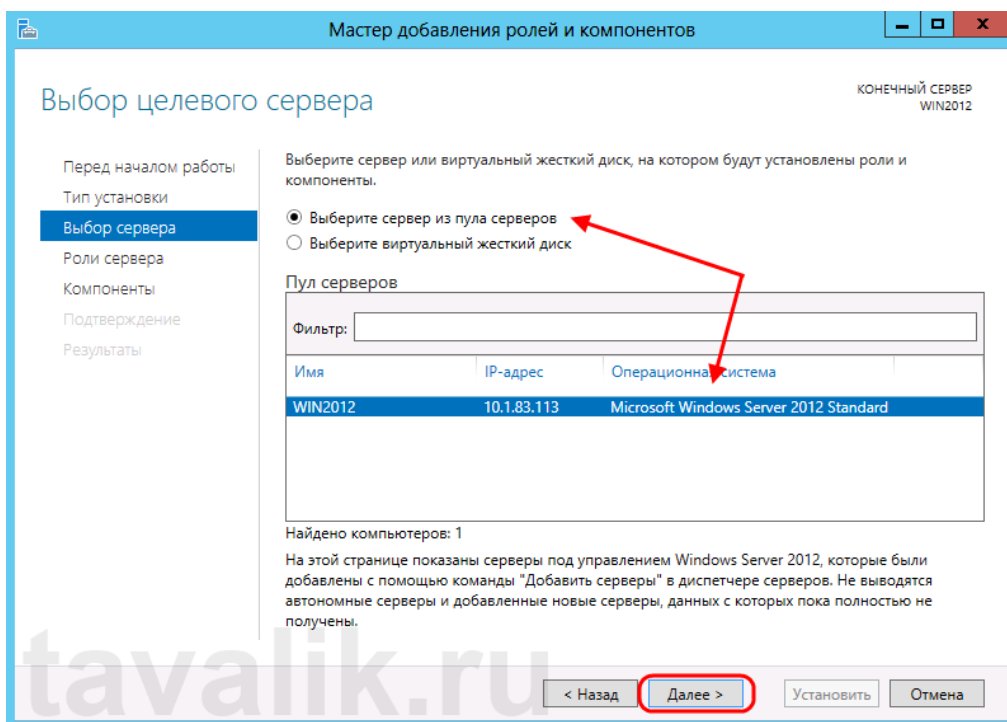 Мастер добавления ролей и компонентов
Выбор целевого сервера
КОНЕЧНЫЙ СЕРВЕР
WIN2012
Перед началом работы
Тип установки
Выбор сервера
Роли сервера
Компоненты
Подтверждение
Результаты
Выберите сервер или виртуальный жесткий диск, на котором будут установлены роли и
компоненты.
Выберите сервер из пула серверов
Выберите виртуальный жесткий диск
Пул серверов
Фильтр:
Имя IP-адрес Операционная система
WIN2012 10.1.83.113 Microsoft Windows Server 2012 Standard
Найдено компьютеров: 1
На этой странице показаны серверы под управлением Windows Server 2012, которые были
добавлены с помощью команды "Добавить серверы" в диспетчере серверов. Не выводятся
автономные серверы и добавленные новые серверы, данных с которых пока полностью не
получены.
tavalik.ru
< Назад Далее > Установить Отмена